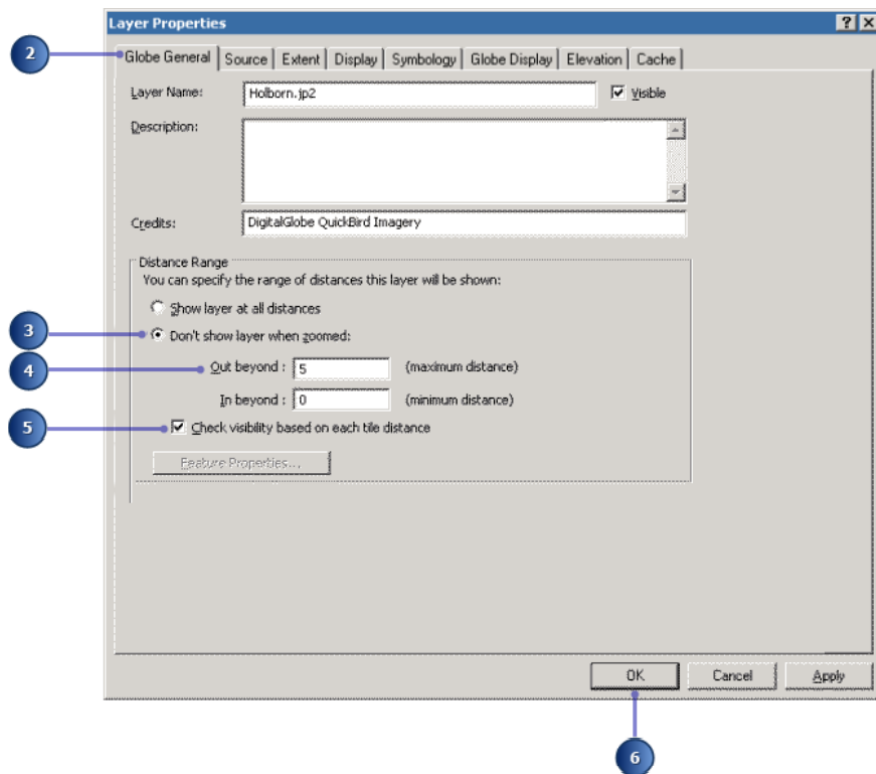 Layer Properties
? X
2
Globe General Source Extent Display Symbology Globe Display Elevation Cache
Layer Name: Holborn.jp2 Visible
Description:
Credits: DigitalGlobe QuickBird Imagery
Distance Range
You can specify the range of distances this layer will be shown:
Show layer at all distances
3 Don't show layer when zoomed:
4 Out beyond : 5 (maximum distance)
In beyond : 0 (minimum distance)
5 Check visibility based on each tile distance
Feature Properties...
OK Cancel Apply
6